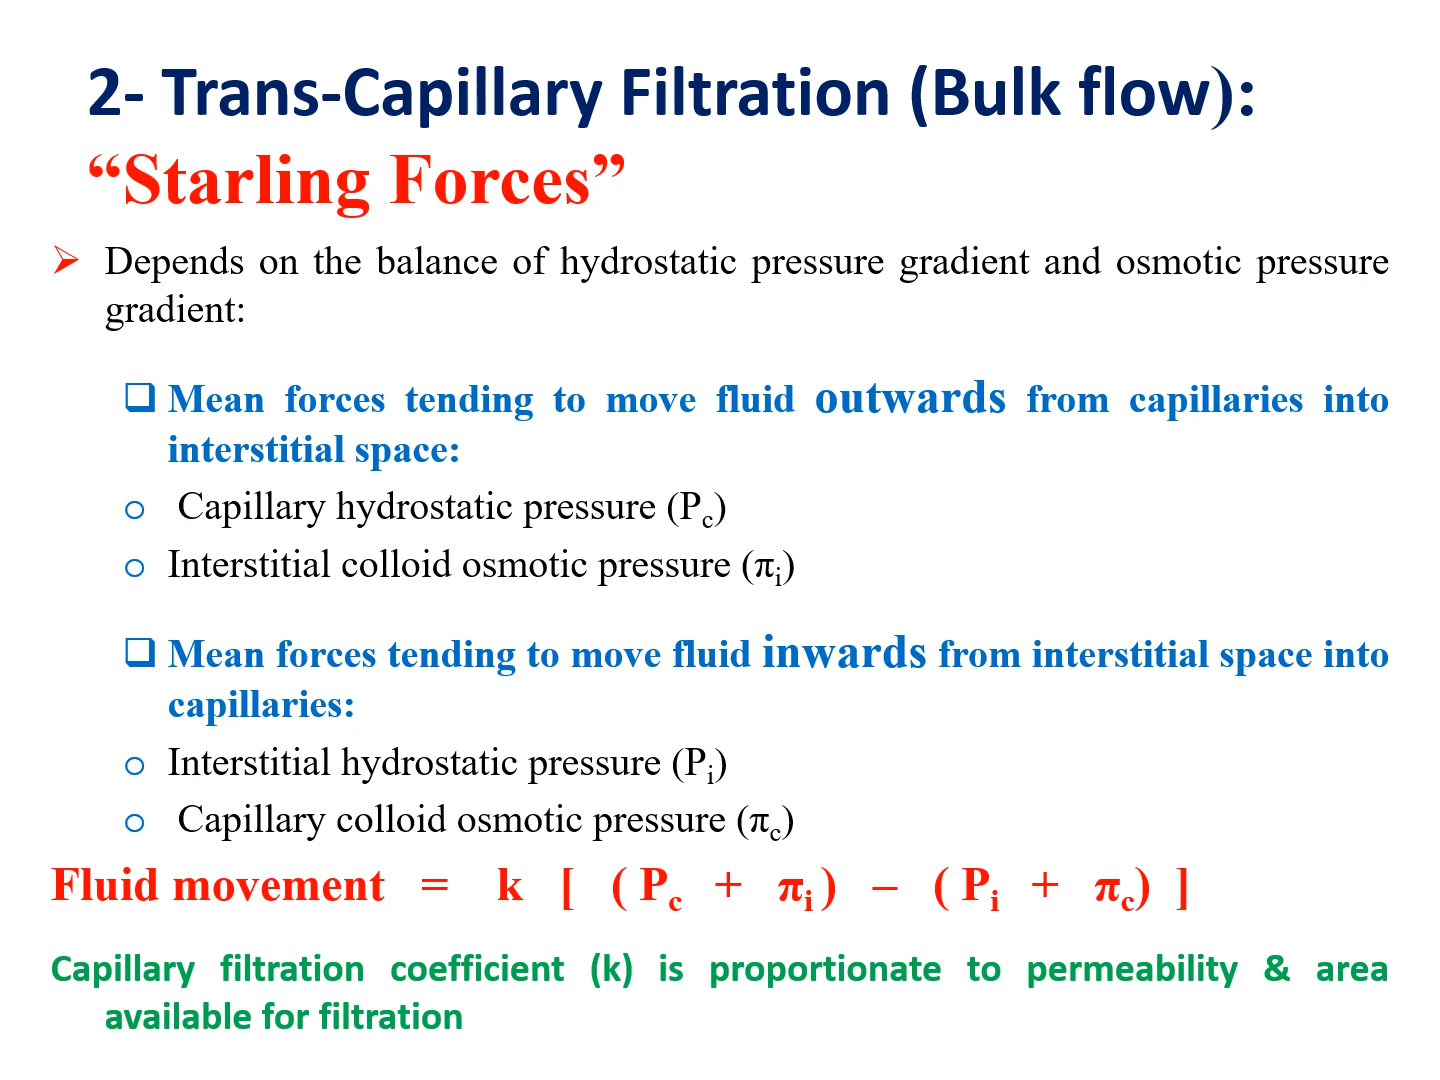 2- Trans-Capillary Filtration (Bulk flow):
“Starling Forces”
Depends on the balance of hydrostatic pressure gradient and osmotic pressure
gradient:
Mean forces tending to move fluid outwards from capillaries into
interstitial space:
Capillary hydrostatic pressure (Pc)
Interstitial colloid osmotic pressure (πi)
Mean forces tending to move fluid inwards from interstitial space into
capillaries:
Interstitial hydrostatic pressure (Pi)
Capillary colloid osmotic pressure (πc)
Fluid movement = k [ ( Pc + πi ) – ( Pi + πc) ]
Capillary filtration coefficient (k) is proportionate to permeability & area
available for filtration